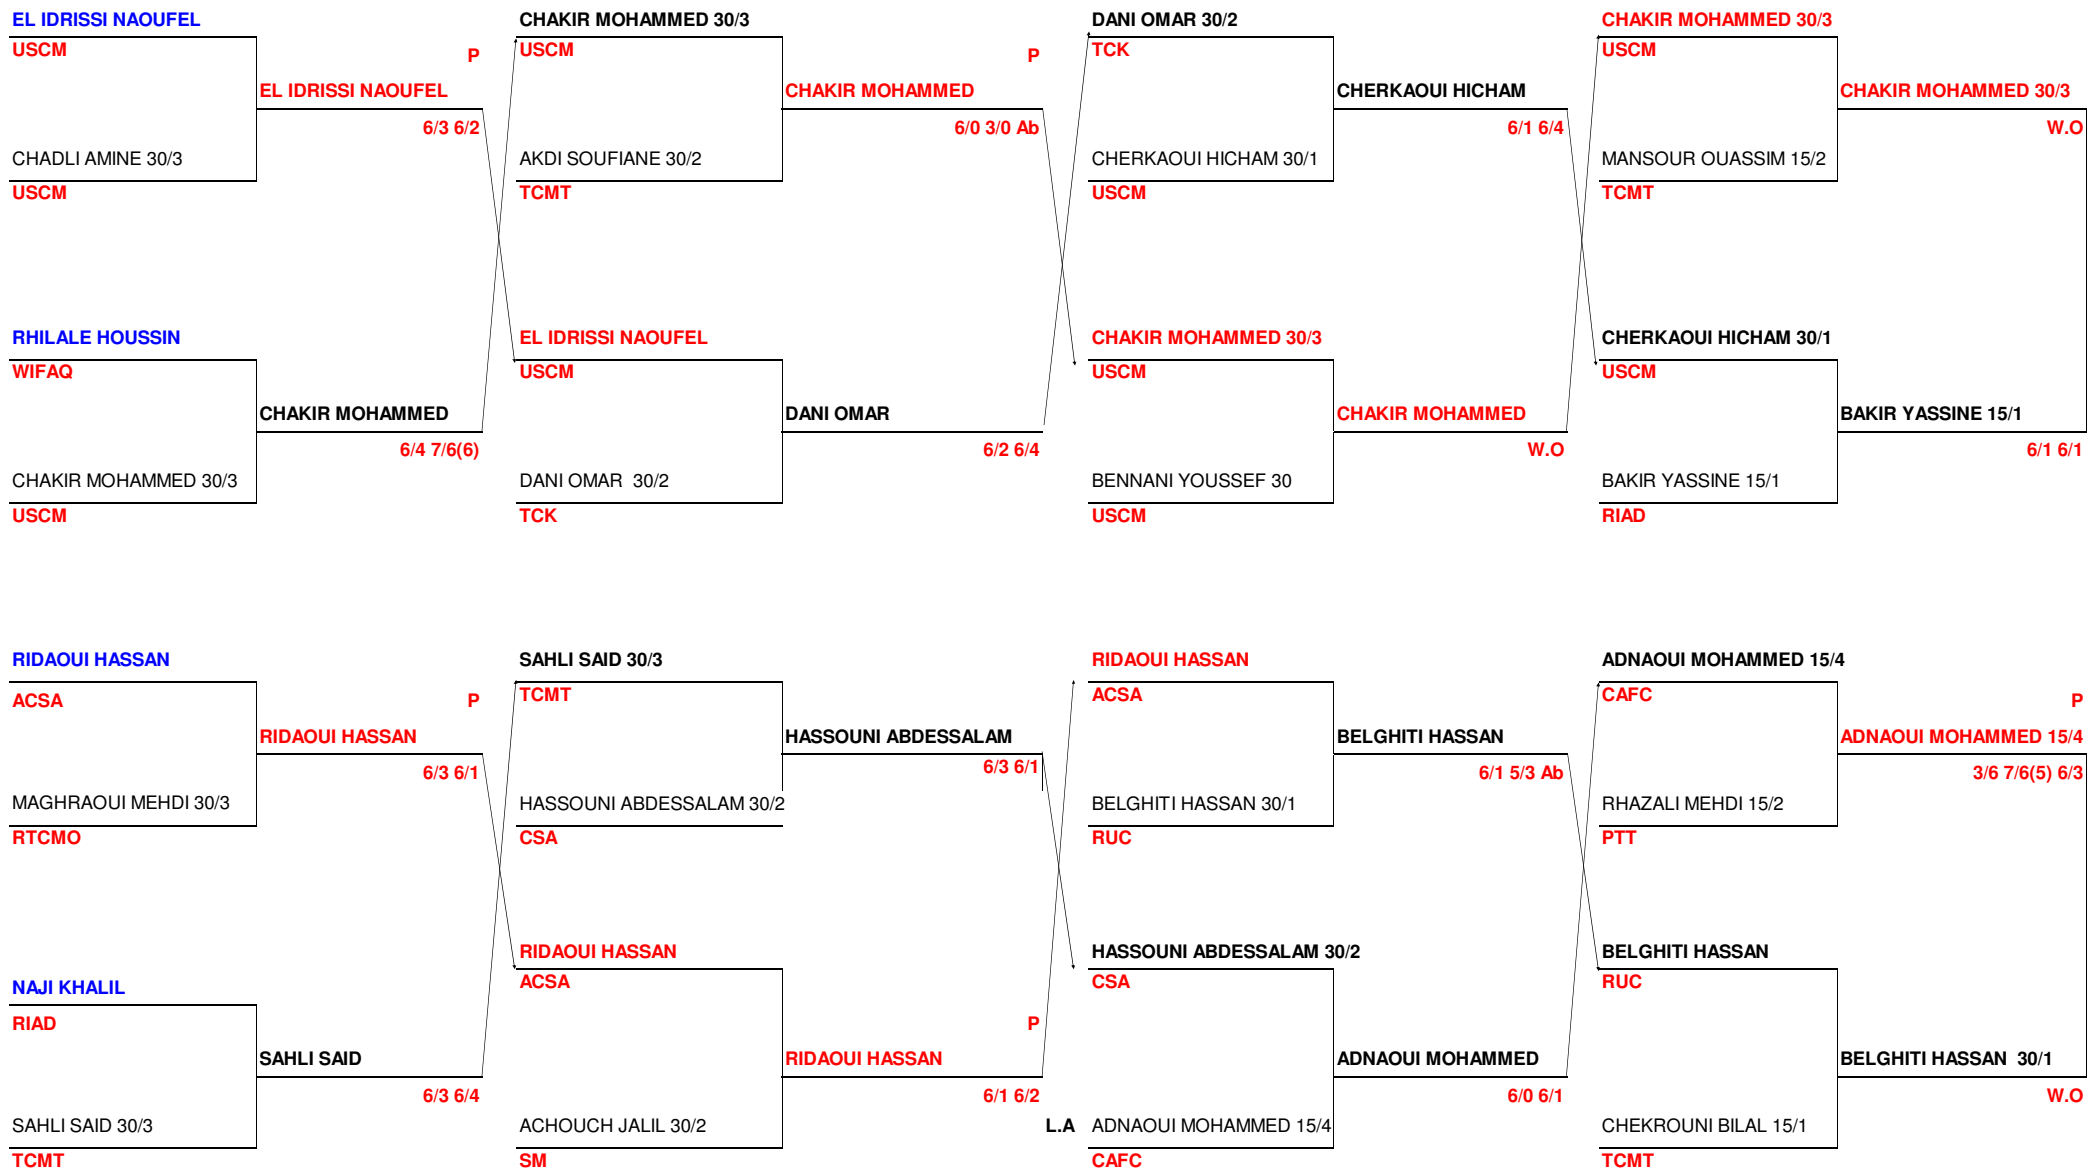 EL IDRISSI NAOUFEL
USCM
P
EL IDRISSI NAOUFEL
6/3 6/2
CHADLI AMINE 30/3
USCM
RHILALE HOUSSIN
WIFAQ
CHAKIR MOHAMMED
6/4 7/6(6)
CHAKIR MOHAMMED 30/3
USCM
CHAKIR MOHAMMED 30/3
USCM
P
CHAKIR MOHAMMED
6/0 3/0 Ab
AKDI SOUFIANE 30/2
TCMT
EL IDRISSI NAOUFEL
USCM
DANI OMAR
6/2 6/4
DANI OMAR  30/2
TCK
DANI OMAR 30/2
TCK
CHERKAOUI HICHAM
6/1 6/4
CHERKAOUI HICHAM 30/1
USCM
CHAKIR MOHAMMED 30/3
USCM
CHAKIR MOHAMMED
W.O
BENNANI YOUSSEF 30
USCM
CHAKIR MOHAMMED 30/3
USCM
CHAKIR MOHAMMED 30/3
W.O
MANSOUR OUASSIM 15/2
TCMT
CHERKAOUI HICHAM 30/1
USCM
BAKIR YASSINE 15/1
6/1 6/1
BAKIR YASSINE 15/1
RIAD
RIDAOUI HASSAN
ACSA
P
RIDAOUI HASSAN
6/3 6/1
MAGHRAOUI MEHDI 30/3
RTCMO
NAJI KHALIL
RIAD
SAHLI SAID
6/3 6/4
SAHLI SAID 30/3
TCMT
SAHLI SAID 30/3
TCMT
HASSOUNI ABDESSALAM
6/3 6/1
HASSOUNI ABDESSALAM 30/2
CSA
RIDAOUI HASSAN
ACSA
P
RIDAOUI HASSAN
6/1 6/2
ACHOUCH JALIL 30/2
SM
RIDAOUI HASSAN
ACSA
BELGHITI HASSAN
6/1 5/3 Ab
BELGHITI HASSAN 30/1
RUC
HASSOUNI ABDESSALAM 30/2
CSA
ADNAOUI MOHAMMED
6/0 6/1
L.A ADNAOUI MOHAMMED 15/4
CAFC
ADNAOUI MOHAMMED 15/4
CAFC
P
ADNAOUI MOHAMMED 15/4
3/6 7/6(5) 6/3
RHAZALI MEHDI 15/2
PTT
BELGHITI HASSAN
RUC
BELGHITI HASSAN  30/1
W.O
CHEKROUNI BILAL 15/1
TCMT